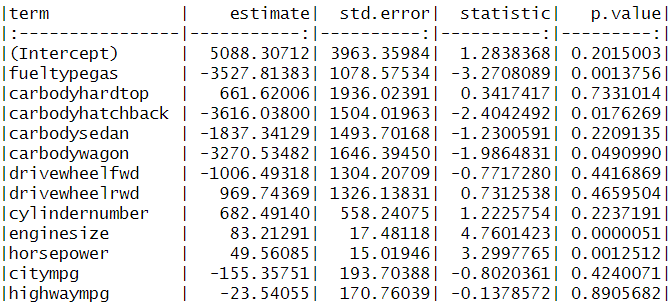 |term             |    estimate|  std.error|  statistic|   p.value|
|:----------------|-----------:|----------:|----------:|---------:|
|(Intercept)      |  5088.30712| 3963.35984|  1.2838368| 0.2015003|
|fueltypegas      | -3527.81383| 1078.57534| -3.2708089| 0.0013756|
|carbodyhardtop   |   661.62006| 1936.02391|  0.3417417| 0.7331014|
|carbodyhatchback | -3616.03800| 1504.01963| -2.4042492| 0.0176269|
|carbodysedan     | -1837.34129| 1493.70168| -1.2300591| 0.2209135|
|carbodywagon     | -3270.53482| 1646.39450| -1.9864831| 0.0490990|
|drivewheelfwd    | -1006.49318| 1304.20709| -0.7717280| 0.4416869|
|drivewheelrwd    |   969.74369| 1326.13831|  0.7312538| 0.4659504|
|cylindernumber   |   682.49140|  558.24075|  1.2225754| 0.2237191|
|enginesize       |    83.21291|   17.48118|  4.7601423| 0.0000051|
|horsepower       |    49.56085|   15.01946|  3.2997765| 0.0012512|
|citympg          |  -155.35751|  193.70388| -0.8020361| 0.4240071|
|highwaympg       |   -23.54055|  170.76039| -0.1378572| 0.8905682|